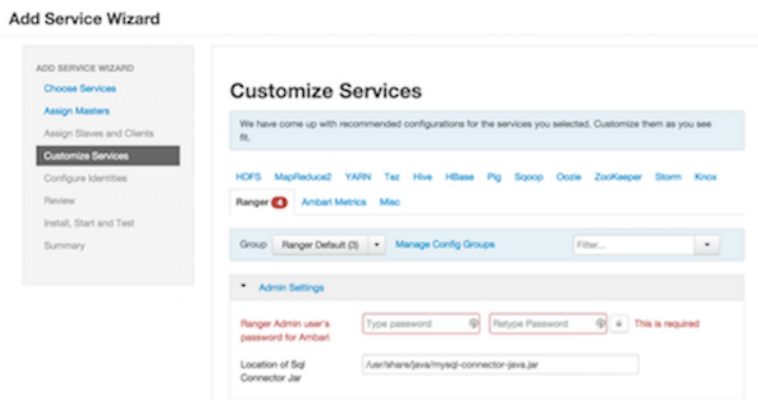 Add Service Wizard
ADD SERVICE WIZARD
Choose Services
Assign Masters
Assign Slaves and Clients
Customize Services
Configure Identities
Review
Install, Start and Test
Summary
Customize Services
We have come up with recommended configurations for the services you selected. Customize them as you see
fit.
HDFS MapReduce2 YARN Tez Hive HBase Pig Sqoop Oozie ZooKeeper Storm Knox
Ranger 4 Ambari Metrics Misc
Group Ranger Default (3) Manage Config Groups Filter...
Admin Settings
Ranger Admin user's
password for Ambari
Type password Retype Password This is required
Location of Sql
Connector Jar
/usr/share/java/mysql-connector-java.jar